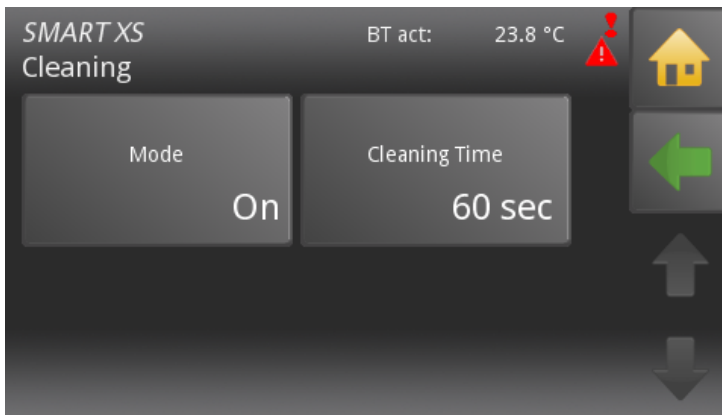 SMART XS
BT act: 23.8 °C
Cleaning
Mode
On
Cleaning Time
60 sec